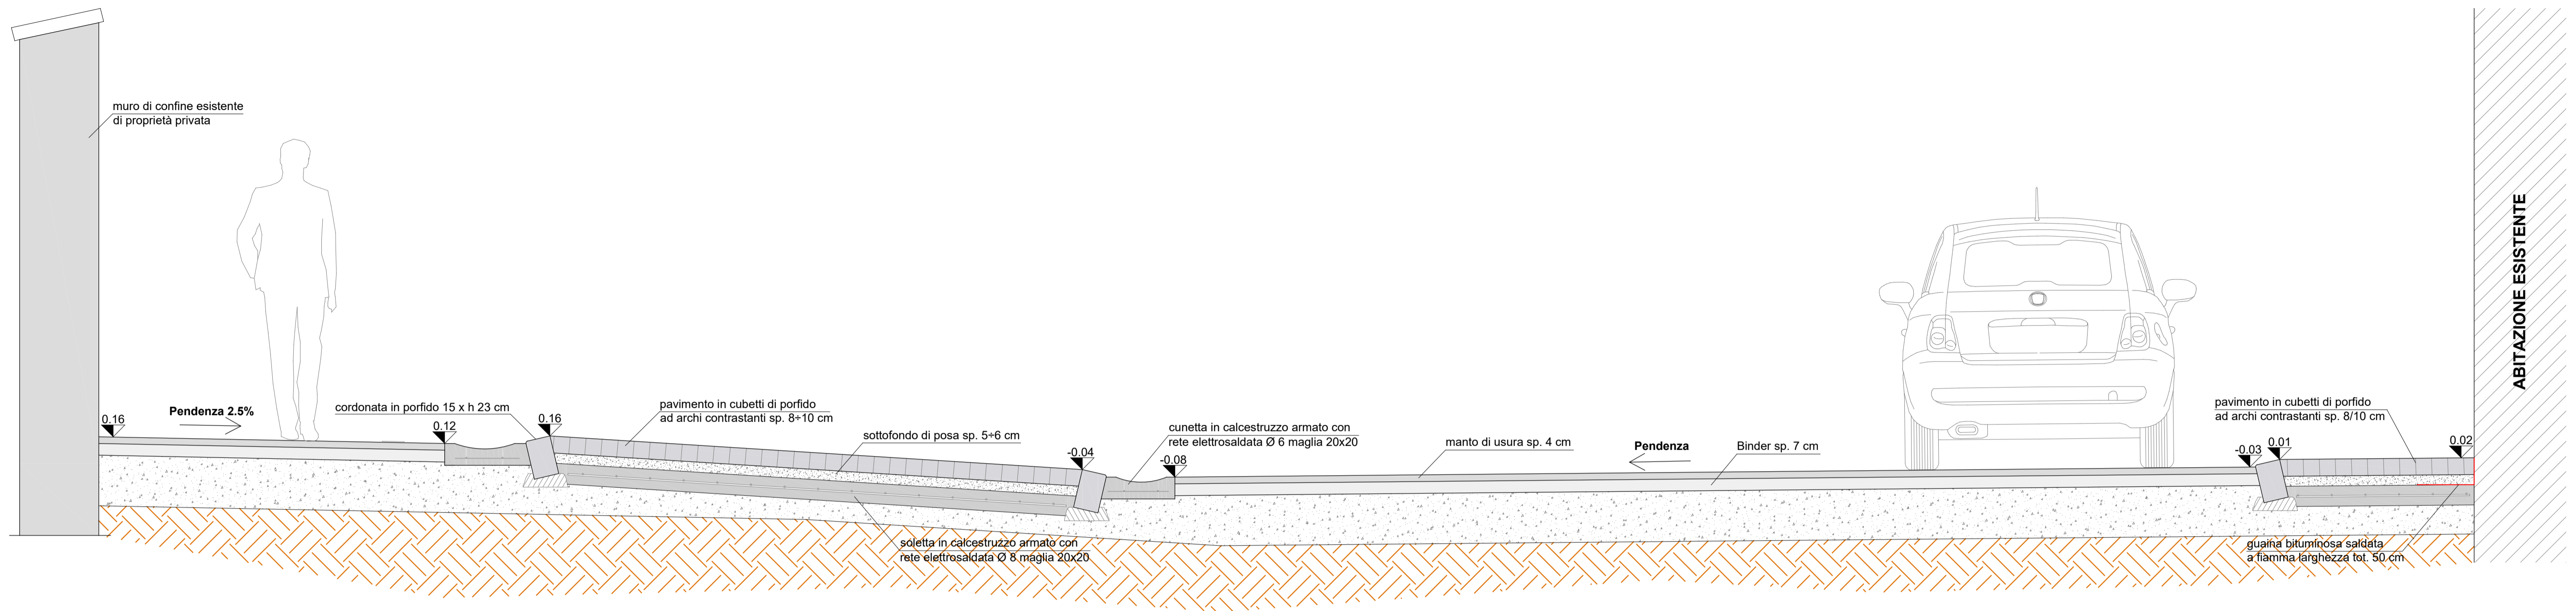 muro di confine esistente
di proprietà privata
ABITAZIONE ESISTENTE
0.16
Pendenza 2.5%
cordonata in porfido 15 x h 23 cm
0.12
0.16
pavimento in cubetti di porfido
ad archi contrastanti sp. 8÷10 cm
sottofondo di posa sp. 5÷6 cm
-0.04
cunetta in calcestruzzo armato con
rete elettrosaldata Ø 6 maglia 20x20
-0.08
manto di usura sp. 4 cm
Pendenza
Binder sp. 7 cm
pavimento in cubetti di porfido
ad archi contrastanti sp. 8/10 cm
-0.03
0.01
0.02
soletta in calcestruzzo armato con
rete elettrosaldata Ø 8 maglia 20x20
guaina bituminosa saldata
a fiamma larghezza tot. 50 cm